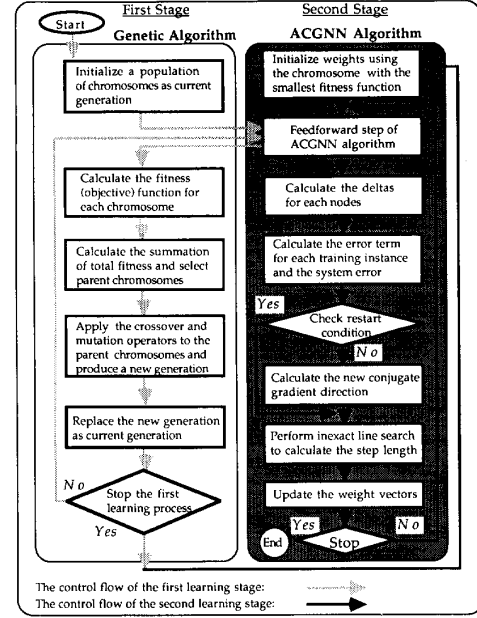 First Stage
Start
Genetic Algorithm
Initialize a population
of chromosomes as current
generation
Calculate the fitness
(objective) function for
each chromosome
Calculate the summation
of total fitness and select
parent chromosomes
Apply the crossover and
mutation operators to the
parent chromosomes and
produce a new generation
Replace the new generation
as current generation
No
Stop the first
learning process
Yes
Second Stage
ACGNN Algorithm
Initialize weights using
the chromosome with the
smallest fitness function
Feedforward step of
ACGNN algorithm
Calculate the deltas
for each nodes
Calculate the error term
for each training instance
and the system error
Yes
Check restart
condition
No
Calculate the new conjugate
gradient direction
Perform inexact line search
to calculate the step length
Update the weight vectors
Yes
No
End
Stop
The control flow of the first learning stage:
The control flow of the second learning stage: